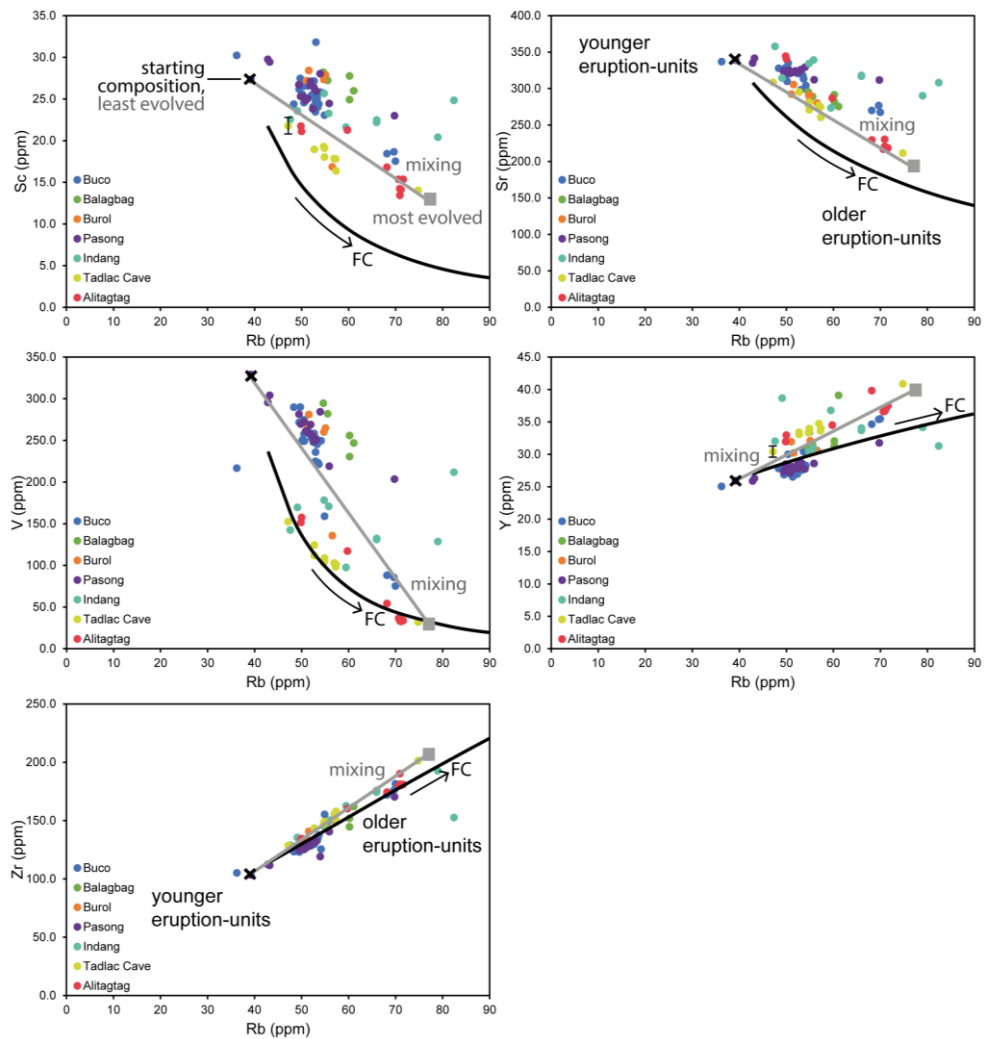 35.0
30.0
25.0
20.0
15.0
10.0
5.0
0.0
Sc (ppm)
starting
composition,
least evolved
mixing
most evolved
FC
Buco
Balagbag
Burol
Pasong
Indang
Tadlac Cave
Alitagtag
0 10 20 30 40 50 60 70 80 90
Rb (ppm)
400.0
350.0
300.0
250.0
200.0
150.0
100.0
50.0
0.0
Sr (ppm)
younger
eruption-units
mixing
FC
older
eruption-units
Buco
Balagbag
Burol
Pasong
Indang
Tadlac Cave
Alitagtag
0 10 20 30 40 50 60 70 80 90
Rb (ppm)
350.0
300.0
250.0
200.0
150.0
100.0
50.0
0.0
V (ppm)
mixing
FC
Buco
Balagbag
Burol
Pasong
Indang
Tadlac Cave
Alitagtag
0 10 20 30 40 50 60 70 80 90
Rb (ppm)
45.0
40.0
35.0
30.0
25.0
20.0
15.0
10.0
5.0
0.0
Y (ppm)
FC
mixing
Buco
Balagbag
Burol
Pasong
Indang
Tadlac Cave
Alitagtag
0 10 20 30 40 50 60 70 80 90
Rb (ppm)
250.0
200.0
150.0
100.0
50.0
0.0
Zr (ppm)
mixing
FC
older
eruption-units
younger
eruption-units
Buco
Balagbag
Burol
Pasong
Indang
Tadlac Cave
Alitagtag
0 10 20 30 40 50 60 70 80 90
Rb (ppm)